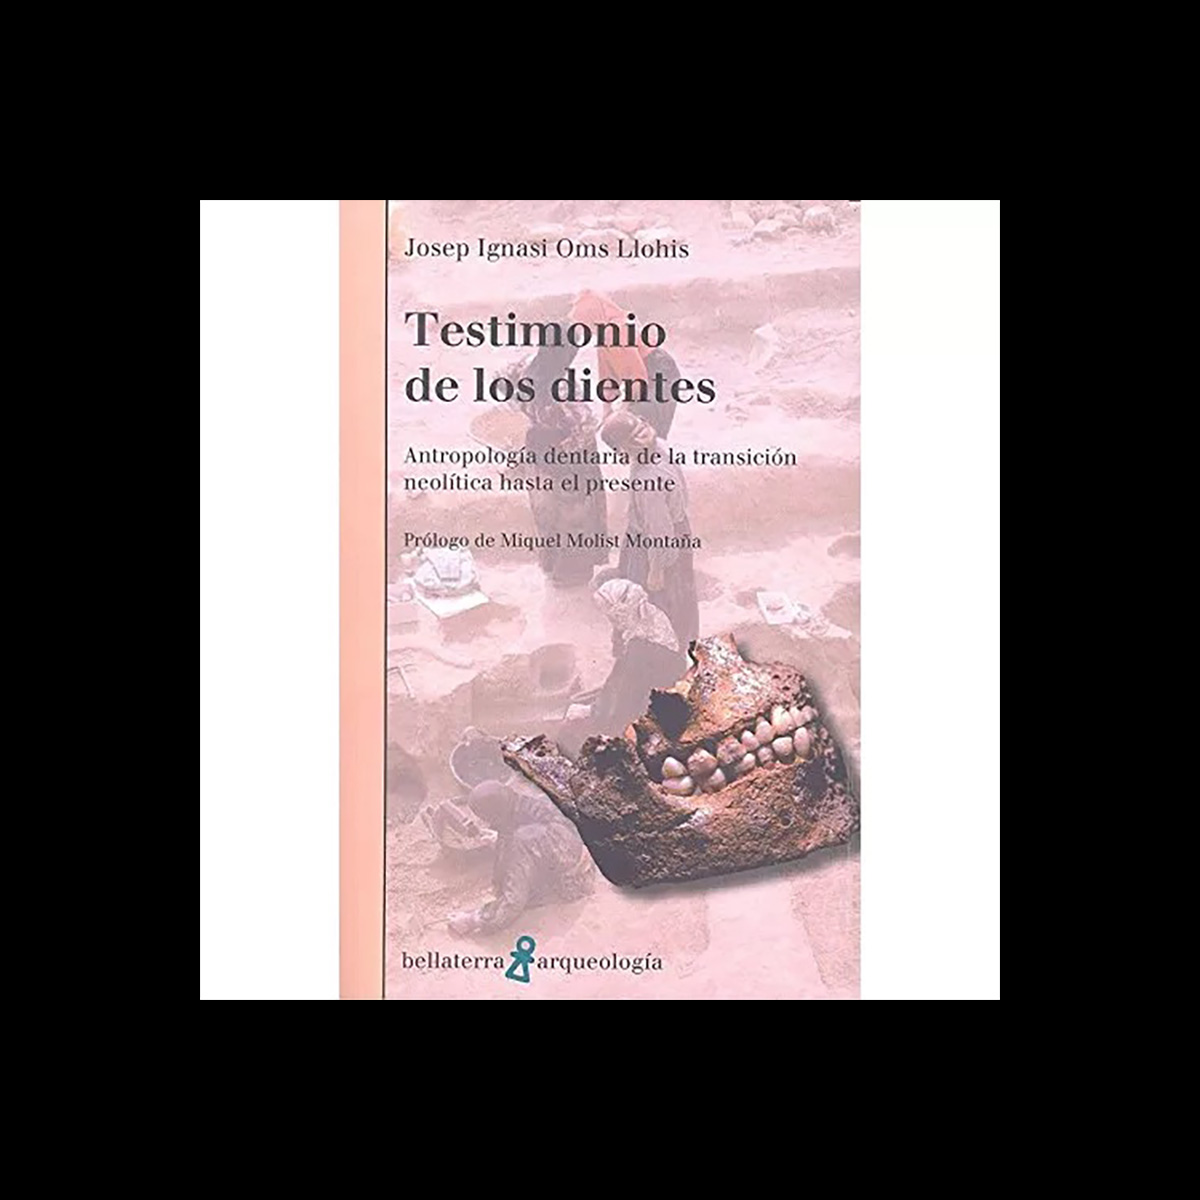 Josep Ignasi Oms Llohis
Testimonio
de los dientes
Antropología dentaria de la transición
neolítica hasta el presente
Prólogo de Miquel Molist Montaña
bellaterra arqueología